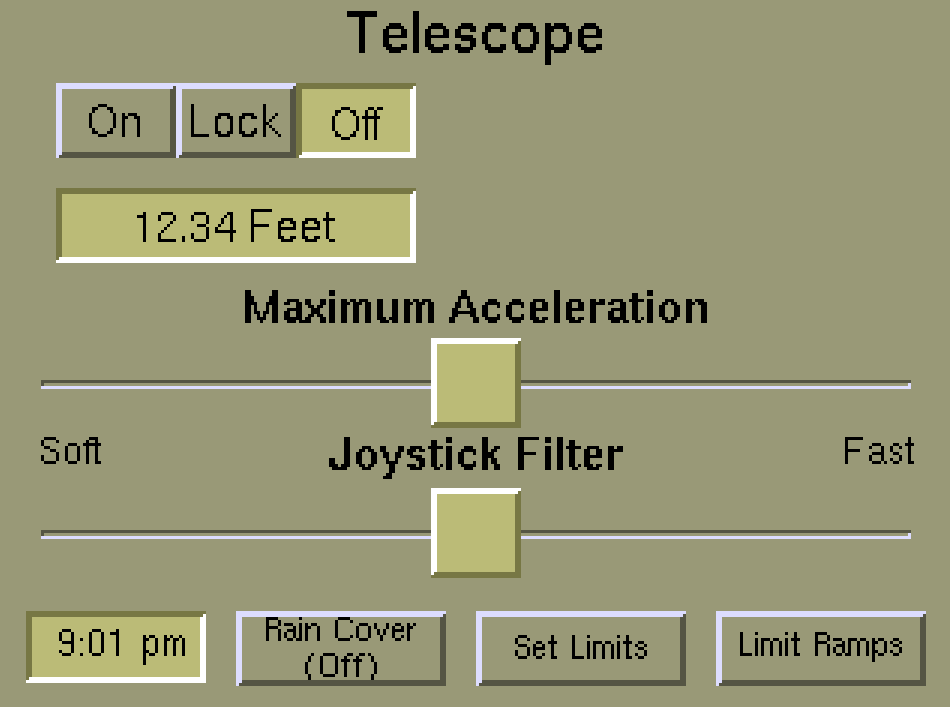 Telescope
On Lock Off
12.34 Feet
Maximum Acceleration
Soft Joystick Filter Fast
9:01 pm
Rain Cover
(Off)
Set Limits
Limit Ramps